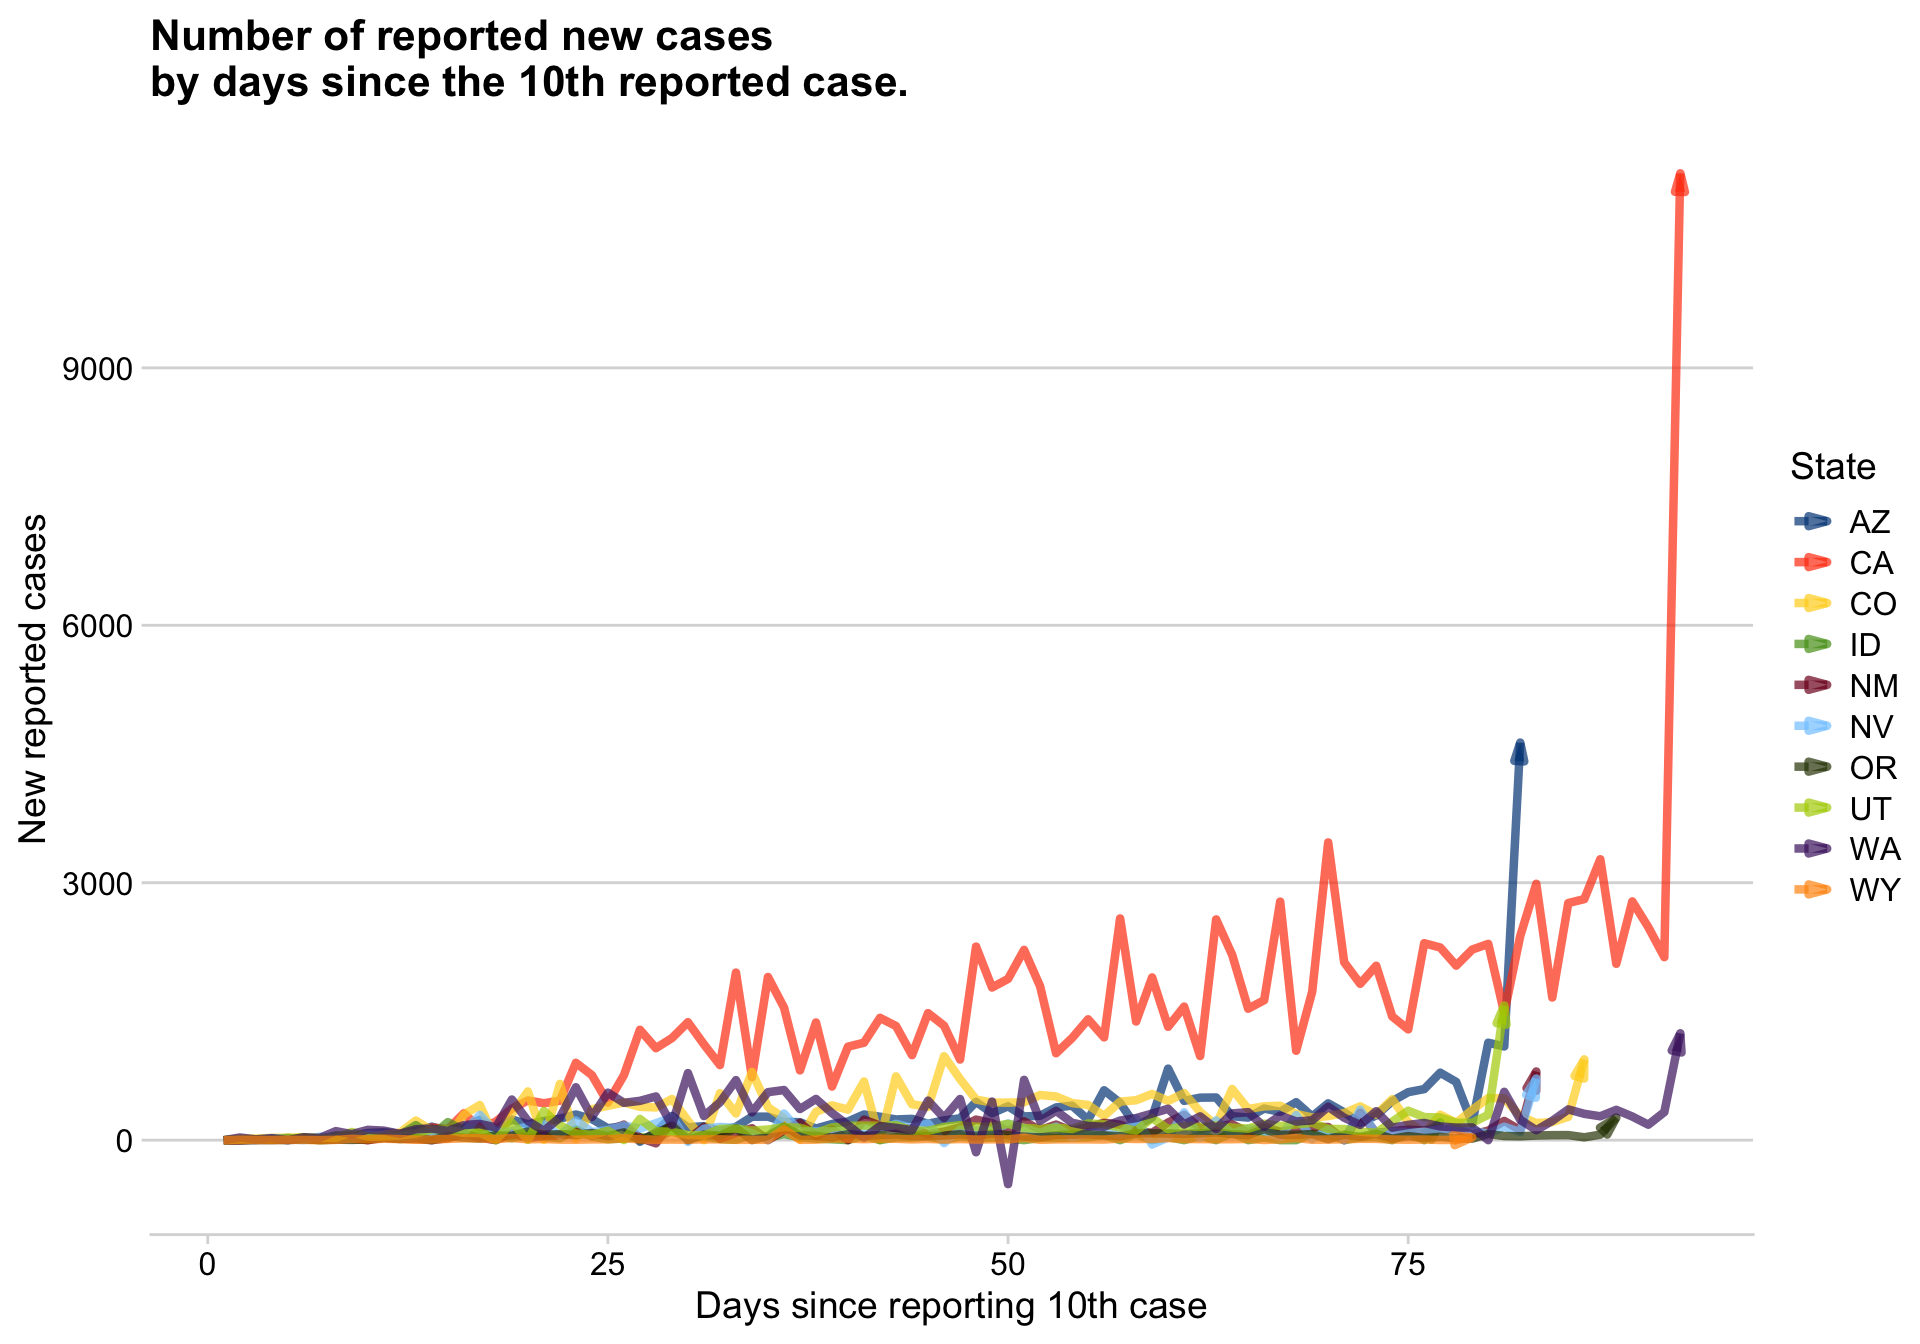 Number of reported new cases
by days since the 10th reported case.
9000
6000
3000
0
New reported cases
0
25
50
75
Days since reporting 10th case
State
AZ
CA
CO
ID
NM
NV
OR
UT
WA
WY